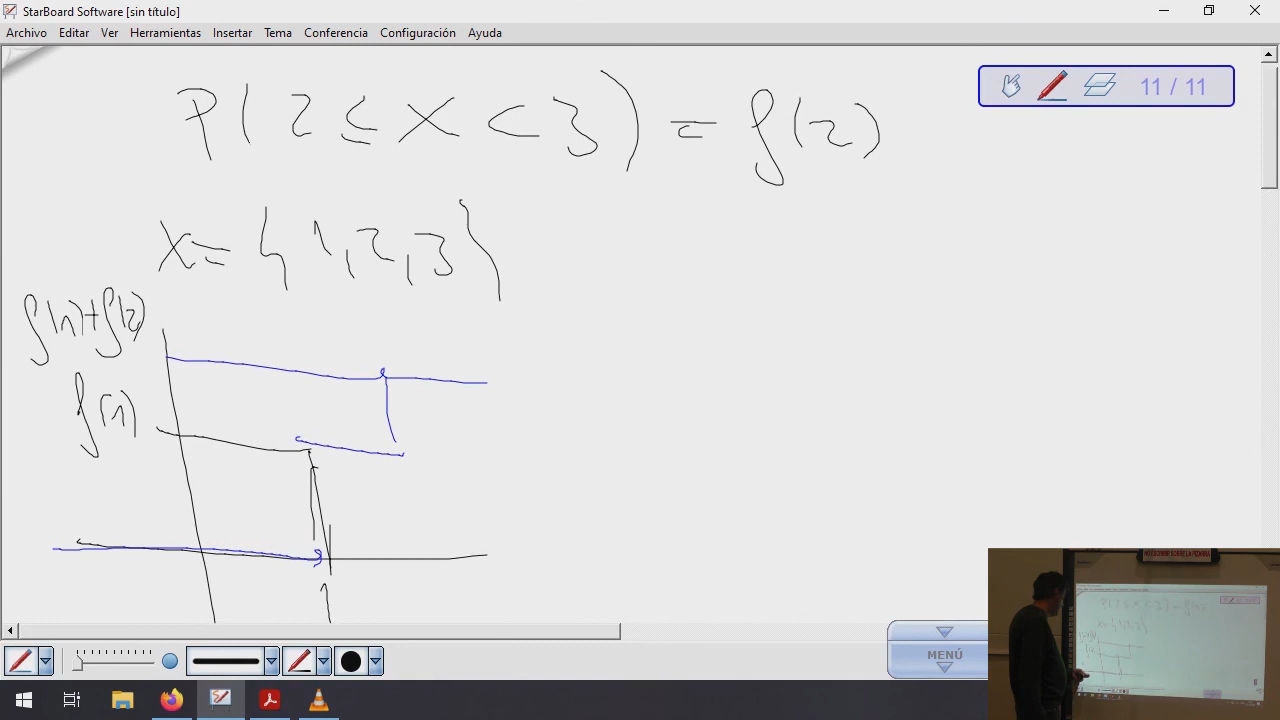 StarBoard Software [sin título]
Archivo Editar Ver Herramientas Insertar Tema Conferencia Configuración Ayuda
11 / 11
P(2 ≤ X < 3) = f(2)
X = {1, 2, 3}
f(1)+f(2)
f(1)
1
MENÚ